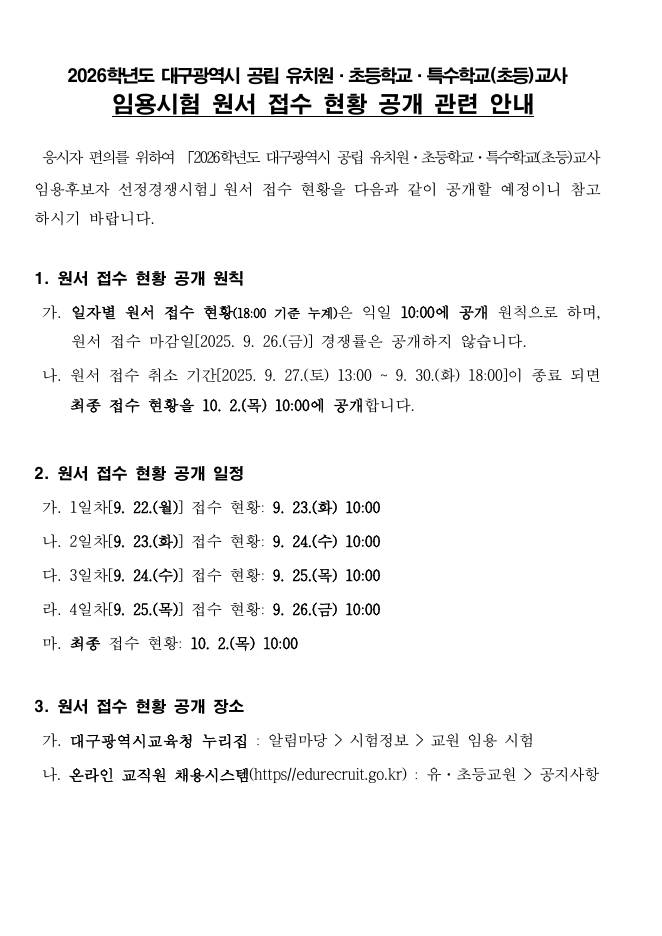 2026학년도 대구광역시 공립 유치원·초등학교·특수학교(초등)교사
임용시험 원서 접수 현황 공개 관련 안내
응시자 편의를 위하여 「2026학년도 대구광역시 공립 유치원·초등학교·특수학교(초등)교사
임용후보자 선정경쟁시험」원서 접수 현황을 다음과 같이 공개할 예정이니 참고
하시기 바랍니다.
1. 원서 접수 현황 공개 원칙
가. 일자별 원서 접수 현황(18:00 기준 누계)은 익일 10:00에 공개 원칙으로 하며,
원서 접수 마감일[2025. 9. 26.(금)] 경쟁률은 공개하지 않습니다.
나. 원서 접수 취소 기간[2025. 9. 27.(토) 13:00 ~ 9. 30.(화) 18:00]이 종료 되면
최종 접수 현황을 10. 2.(목) 10:00에 공개합니다.
2. 원서 접수 현황 공개 일정
가. 1일차[9. 22.(월)] 접수 현황: 9. 23.(화) 10:00
나. 2일차[9. 23.(화)] 접수 현황: 9. 24.(수) 10:00
다. 3일차[9. 24.(수)] 접수 현황: 9. 25.(목) 10:00
라. 4일차[9. 25.(목)] 접수 현황: 9. 26.(금) 10:00
마. 최종 접수 현황: 10. 2.(목) 10:00
3. 원서 접수 현황 공개 장소
가. 대구광역시교육청 누리집 : 알림마당 > 시험정보 > 교원 임용 시험
나. 온라인 교직원 채용시스템(https//edurecruit.go.kr) : 유·초등교원 > 공지사항